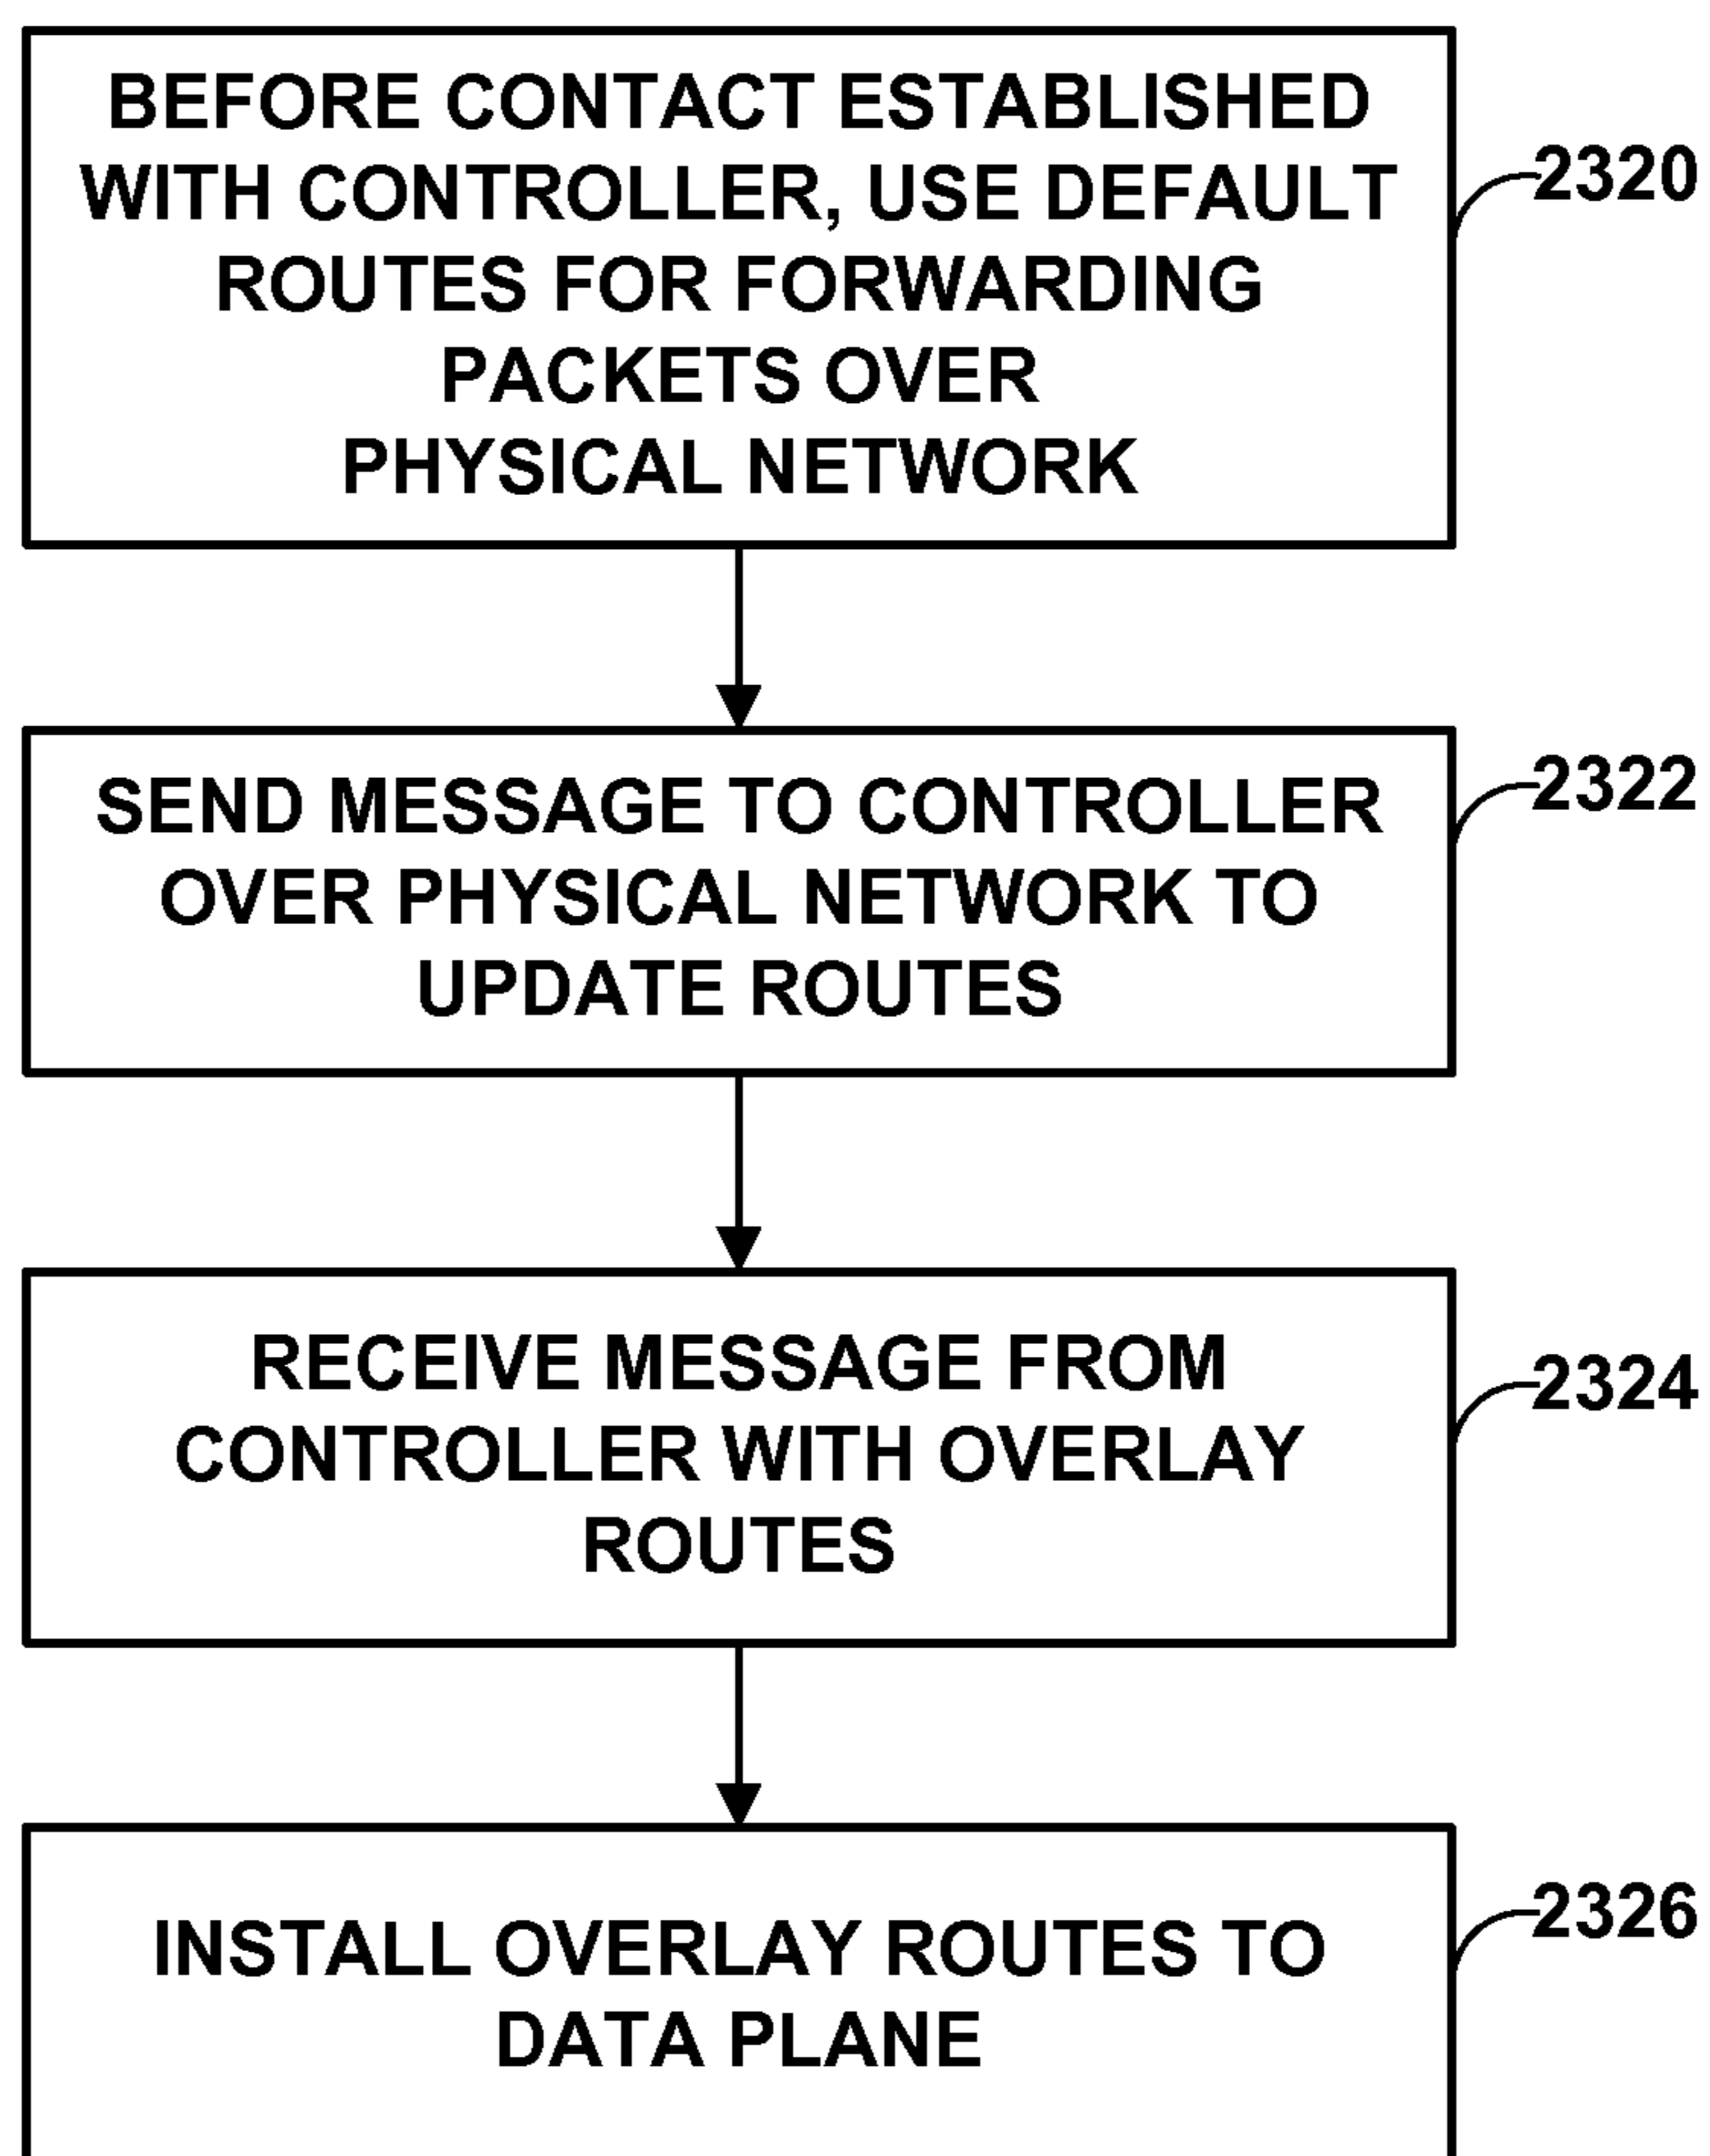 BEFORE CONTACT ESTABLISHED
WITH CONTROLLER, USE DEFAULT
ROUTES FOR FORWARDING
PACKETS OVER
PHYSICAL NETWORK
2320
SEND MESSAGE TO CONTROLLER
OVER PHYSICAL NETWORK TO
UPDATE ROUTES
2322
RECEIVE MESSAGE FROM
CONTROLLER WITH OVERLAY
ROUTES
2324
INSTALL OVERLAY ROUTES TO
DATA PLANE
2326